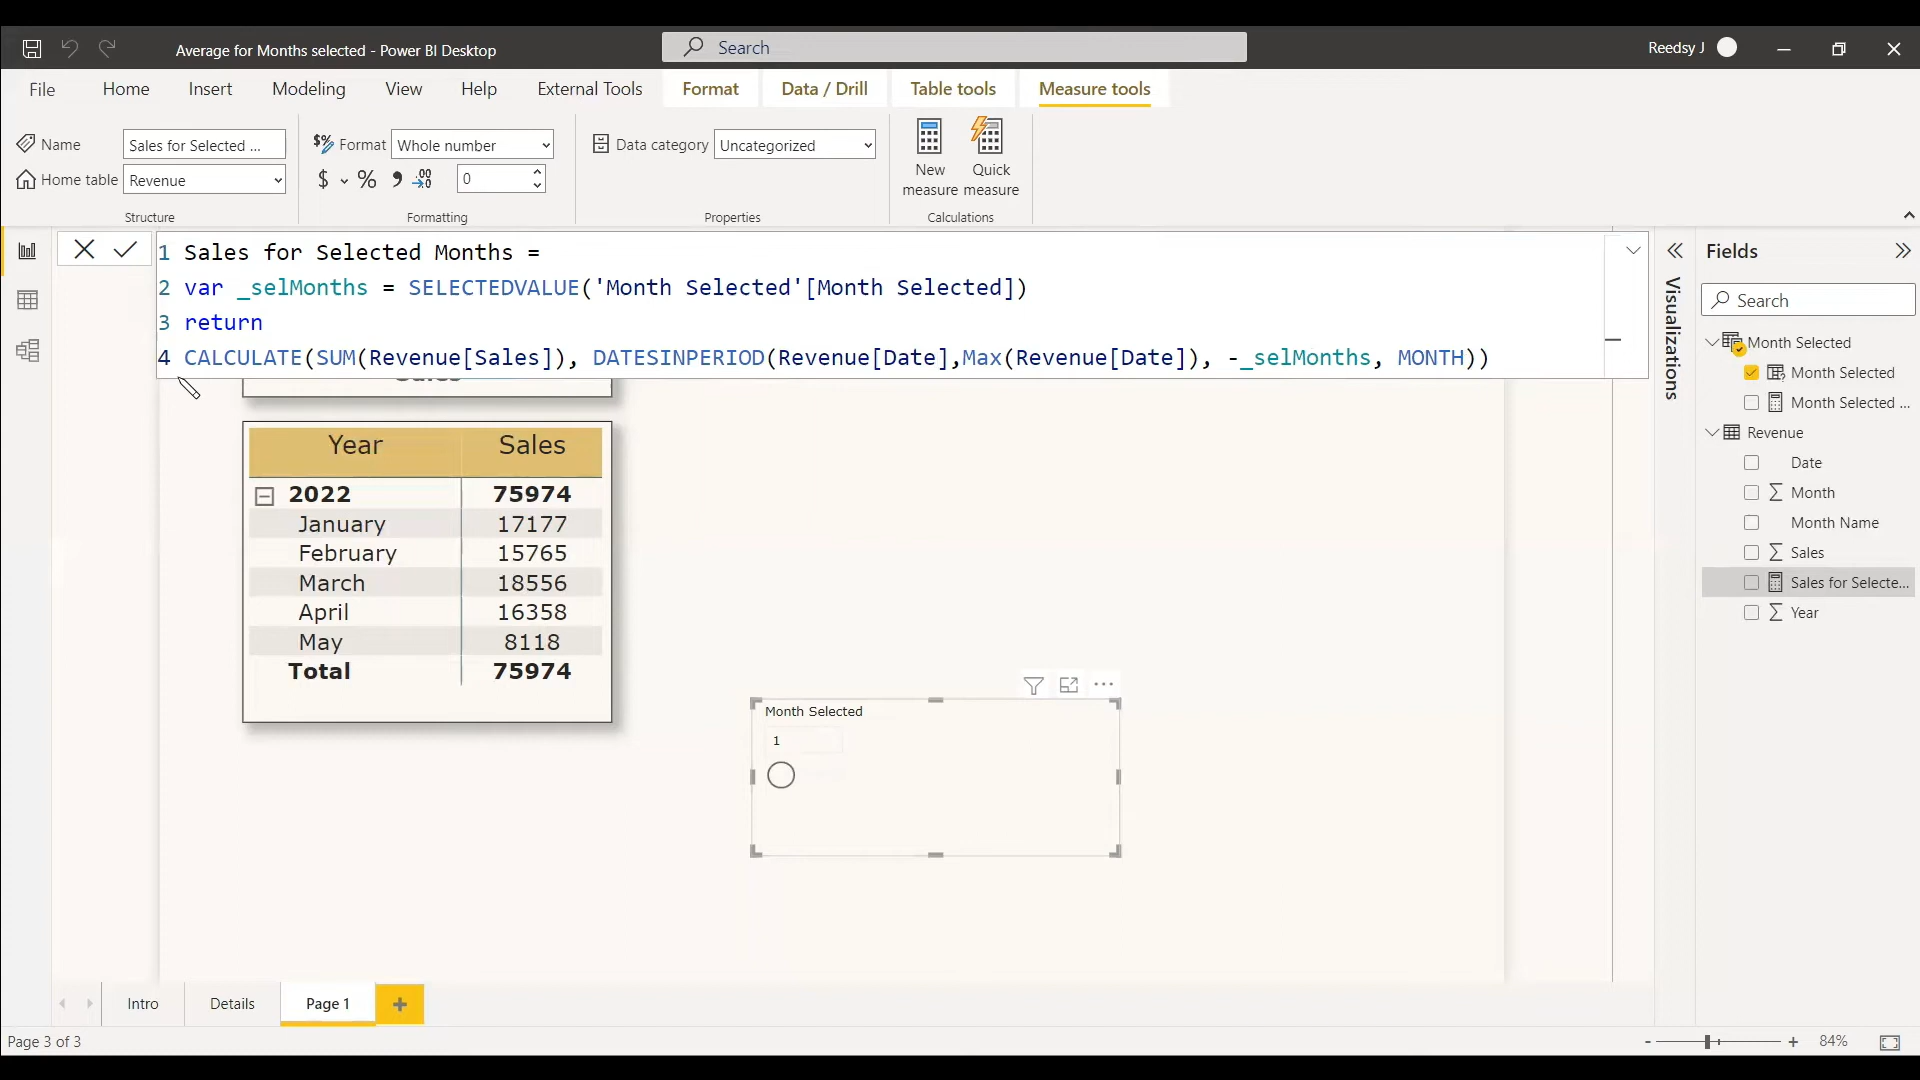 Average for Months selected - Power BI Desktop
Search
Reedsy J
File Home Insert Modeling View Help External Tools Format Data / Drill Table tools Measure tools
Name Sales for Selected ...
Home table Revenue
Structure
$% Format Whole number
$ % , .00 0
Formatting
Data category Uncategorized
Properties
New measure
Quick measure
Calculations
1 Sales for Selected Months =
2 var _selMonths = SELECTEDVALUE('Month Selected'[Month Selected])
3 return
4 CALCULATE(SUM(Revenue[Sales]), DATESINPERIOD(Revenue[Date],Max(Revenue[Date]), -_selMonths, MONTH))
Year Sales
2022 75974
January 17177
February 15765
March 18556
April 16358
May 8118
Total 75974
Month Selected
1
Visualizations
Fields
Search
Month Selected
Month Selected
Month Selected ...
Revenue
Date
Month
Month Name
Sales
Sales for Selecte...
Year
Intro Details Page 1 +
Page 3 of 3
- + 84%